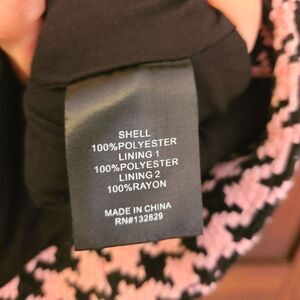 SHELL
100%POLYESTER
LINING 1
100%POLYESTER
LINING 2
100%RAYON
MADE IN CHINA
RN#132829